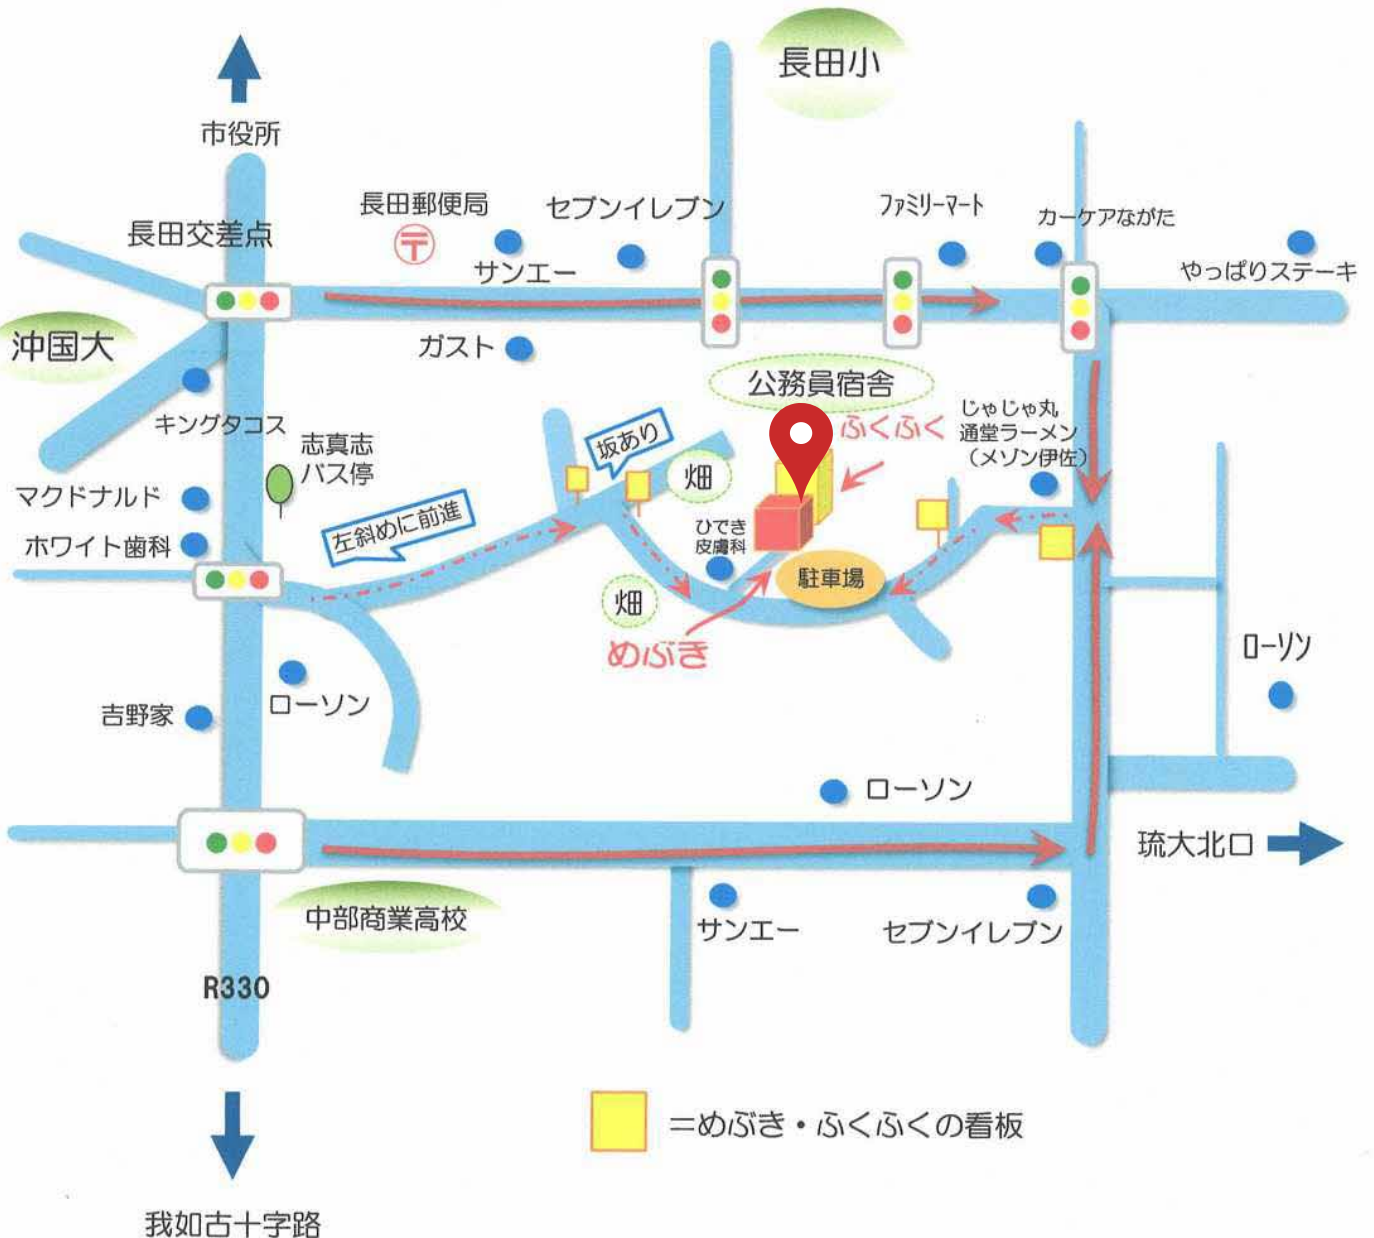 長田小
市役所
長田郵便局
セブンイレブン
ファミリーマート
カーケアながた
長田交差点
サンエー
やっぱりステーキ
沖国大
ガスト
公務員宿舎
キングタコス
じゃじゃ丸
通堂ラーメン
(メゾン伊佐)
ふくふく
坂あり
志真志
バス停
畑
マクドナルド
左斜めに前進
ひでき
皮膚科
ホワイト歯科
駐車場
畑
めぶき
ローソン
ローソン
吉野家
ローソン
琉大北口
中部商業高校
サンエー
セブンイレブン
R330
=めぶき・ふくふくの看板
我如古十字路